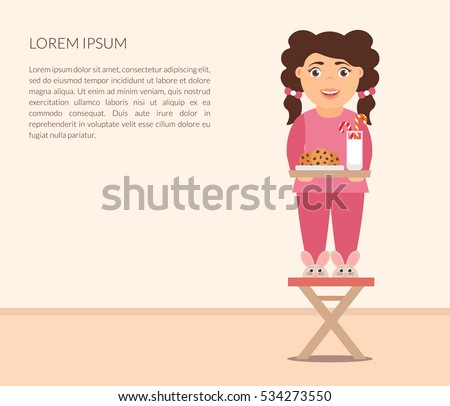 LOREM IPSUM
Lorem ipsum dolor sit amet, consectetur adipiscing
elit, sed do eiusmod tempor incididunt ut labore et
dolore magna aliqua. Ut enim ad minim veniam, quis
nostrud exercitation ullamco laboris nisi ut aliquip ex
ea commodo consequat. Duis aute irure dolor in
reprehenderit in voluptate velit esse cillum dolore eu
fugiat nulla pariatur.
shutterstock
IMAGE ID: 534273550
www.shutterstock.com